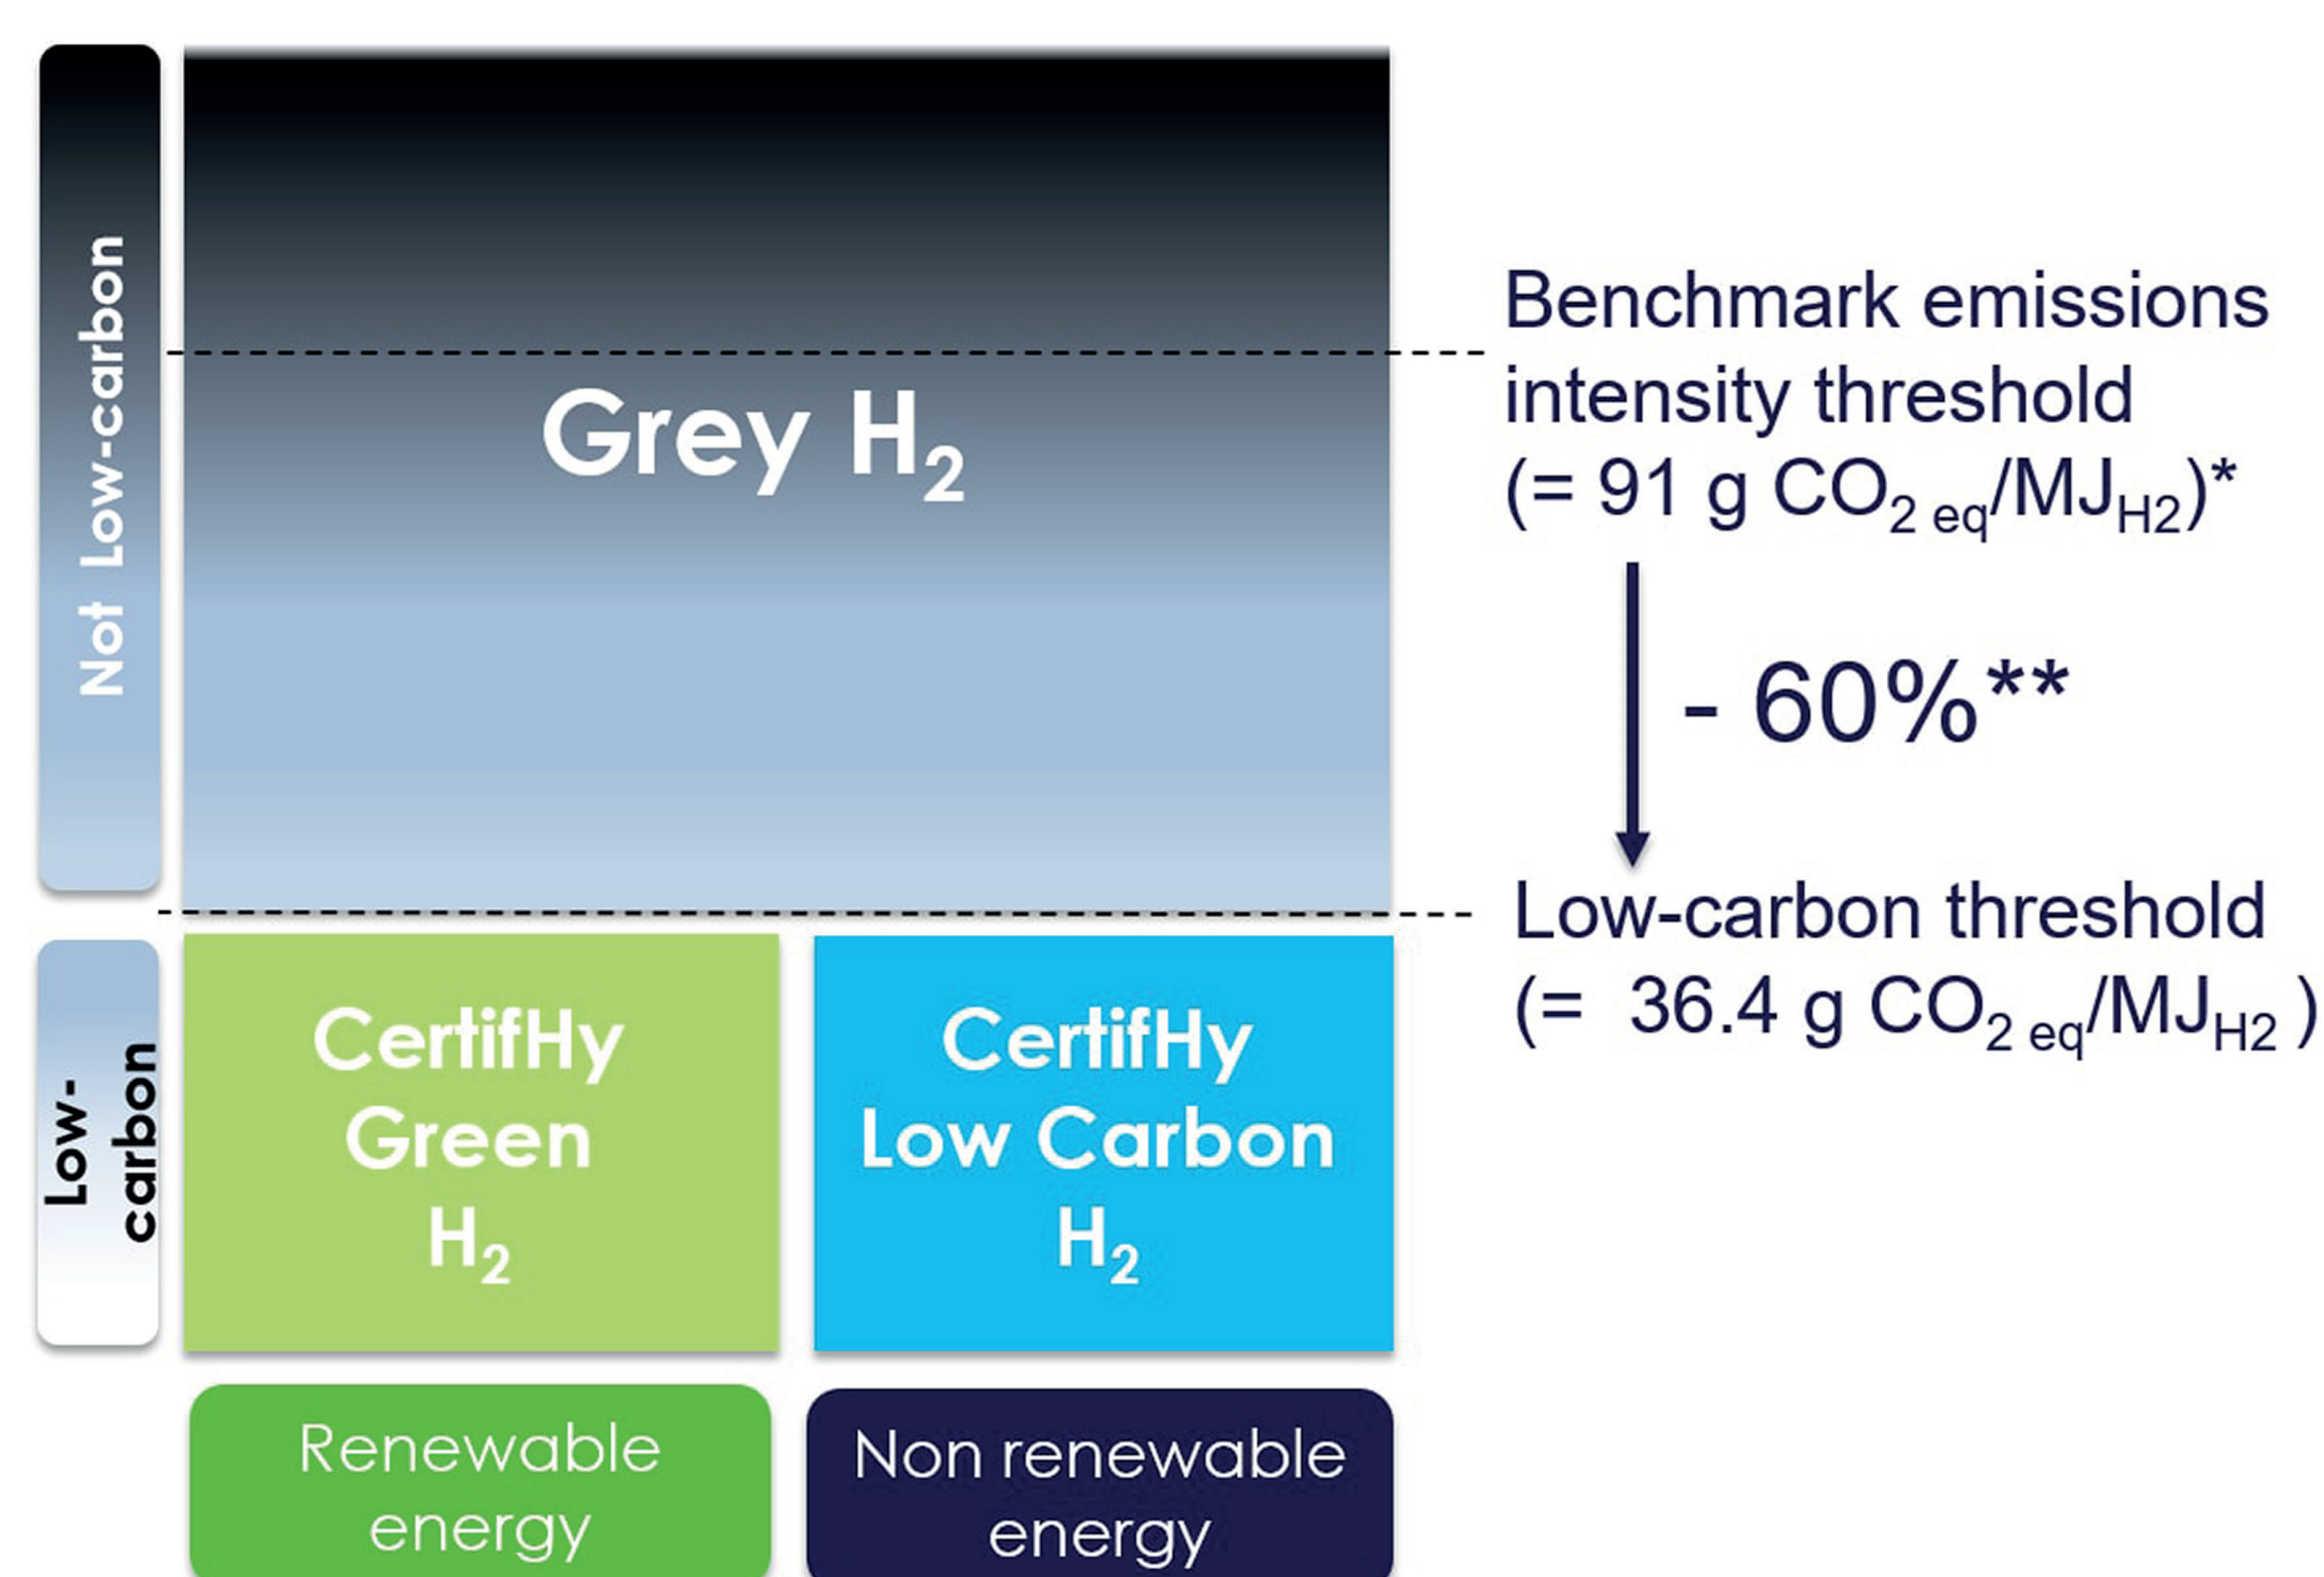 Not Low-carbon
Grey H₂
Benchmark emissions
intensity threshold
(= 91 g CO₂ eq/MJH2)*
- 60%**
Low-carbon threshold
(= 36.4 g CO₂ eq/MJH2 )
Low-
carbon
CertifHy
Green
H₂
CertifHy
Low Carbon
H₂
Renewable
energy
Non renewable
energy